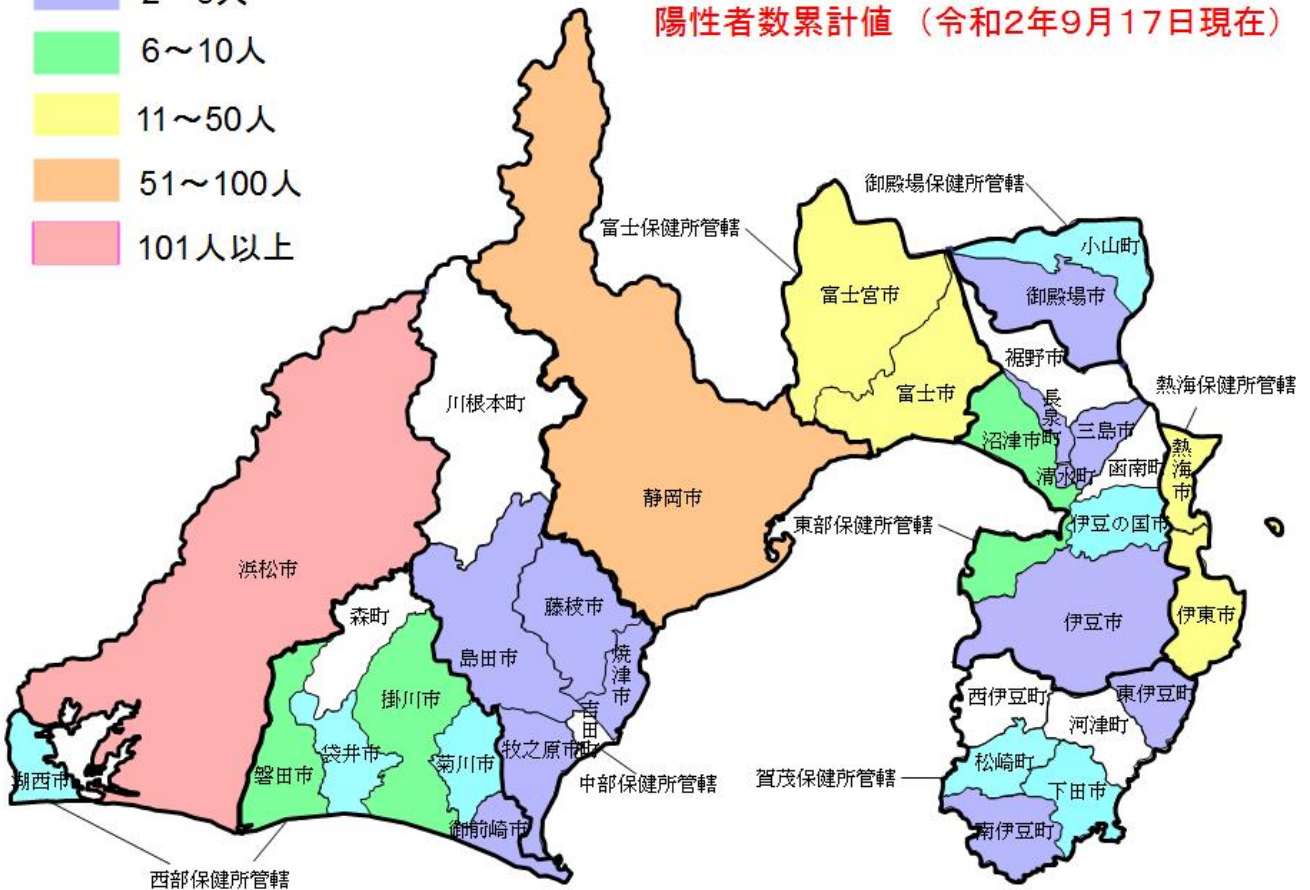 陽性者数累計値 （令和2年9月17日現在）
6～10人
11～50人
51～100人
101人以上
御殿場保健所管轄
富士保健所管轄
小山町
富士宮市
御殿場市
裾野市
熱海保健所管轄
富士市
川根本町
長泉町
三島市
沼津市
熱海市
函南町
清水町
静岡市
東部保健所管轄
伊豆の国市
浜松市
藤枝市
森町
伊豆市
伊東市
島田市
焼津市
掛川市
西伊豆町
東伊豆町
吉田町
河津町
袋井市
牧之原市
菊川市
松崎町
磐田市
湖西市
中部保健所管轄
賀茂保健所管轄
下田市
御前崎市
南伊豆町
西部保健所管轄